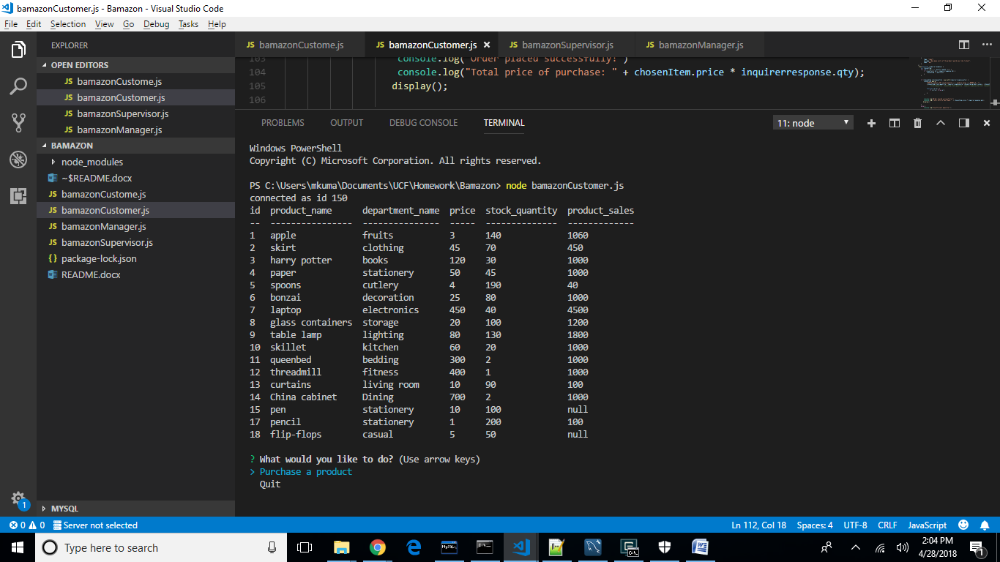 bamazonCustomer.js - Bamazon - Visual Studio Code
File Edit Selection View Go Debug Tasks Help
EXPLORER
OPEN EDITORS
JS bamazonCustome.js
JS bamazonCustomer.js
JS bamazonSupervisor.js
JS bamazonManager.js
BAMAZON
node_modules
~$README.docx
JS bamazonCustome.js
JS bamazonCustomer.js
JS bamazonManager.js
JS bamazonSupervisor.js
{} package-lock.json
README.docx
MYSQL
JS bamazonCustome.js JS bamazonCustomer.js × JS bamazonSupervisor.js JS bamazonManager.js
103 console.log("Order placed successfully!")
104 console.log("Total price of purchase: " + chosenItem.price * inquirerresponse.qty);
105 display();
106
PROBLEMS OUTPUT DEBUG CONSOLE TERMINAL 11: node
Windows PowerShell
Copyright (C) Microsoft Corporation. All rights reserved.
PS C:\Users\mkuma\Documents\UCF\Homework\Bamazon> node bamazonCustomer.js
connected as id 150
id product_name department_name price stock_quantity product_sales
-- ---------------- --------------- ----- -------------- -------------
1 apple fruits 3 140 1060
2 skirt clothing 45 70 450
3 harry potter books 120 30 1000
4 paper stationery 50 45 1000
5 spoons cutlery 4 190 40
6 bonzai decoration 25 80 1000
7 laptop electronics 450 40 4500
8 glass containers storage 20 100 1200
9 table lamp lighting 80 130 1800
10 skillet kitchen 60 20 1000
11 queenbed bedding 300 2 1000
12 threadmill fitness 400 1 1000
13 curtains living room 10 90 100
14 China cabinet Dining 700 2 1000
15 pen stationery 10 100 null
17 pencil stationery 1 200 100
18 flip-flops casual 5 50 null
? What would you like to do? (Use arrow keys)
> Purchase a product
Quit
1
0 0 Server not selected Ln 112, Col 18 Spaces: 4 UTF-8 CRLF JavaScript
Type here to search
2:04 PM
4/28/2018
1